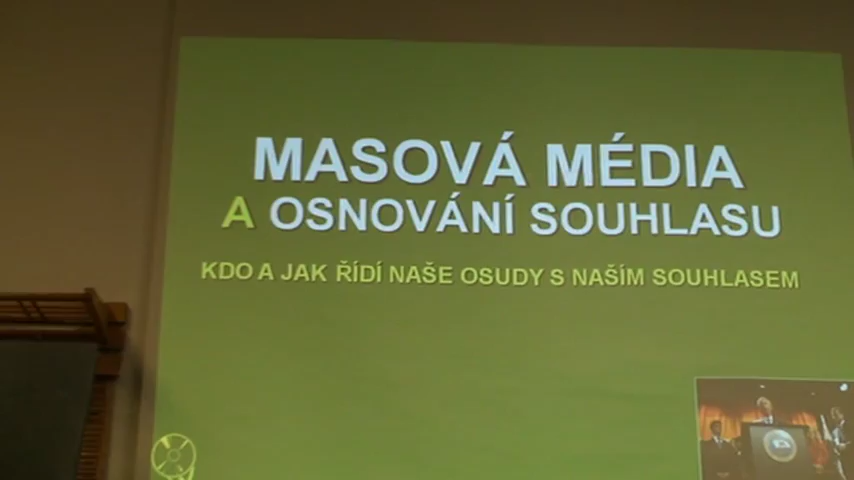 MASOVÁ MÉDIA
A OSNOVÁNÍ SOUHLASU
KDO A JAK ŘÍDÍ NAŠE OSUDY S NAŠÍM SOUHLASEM